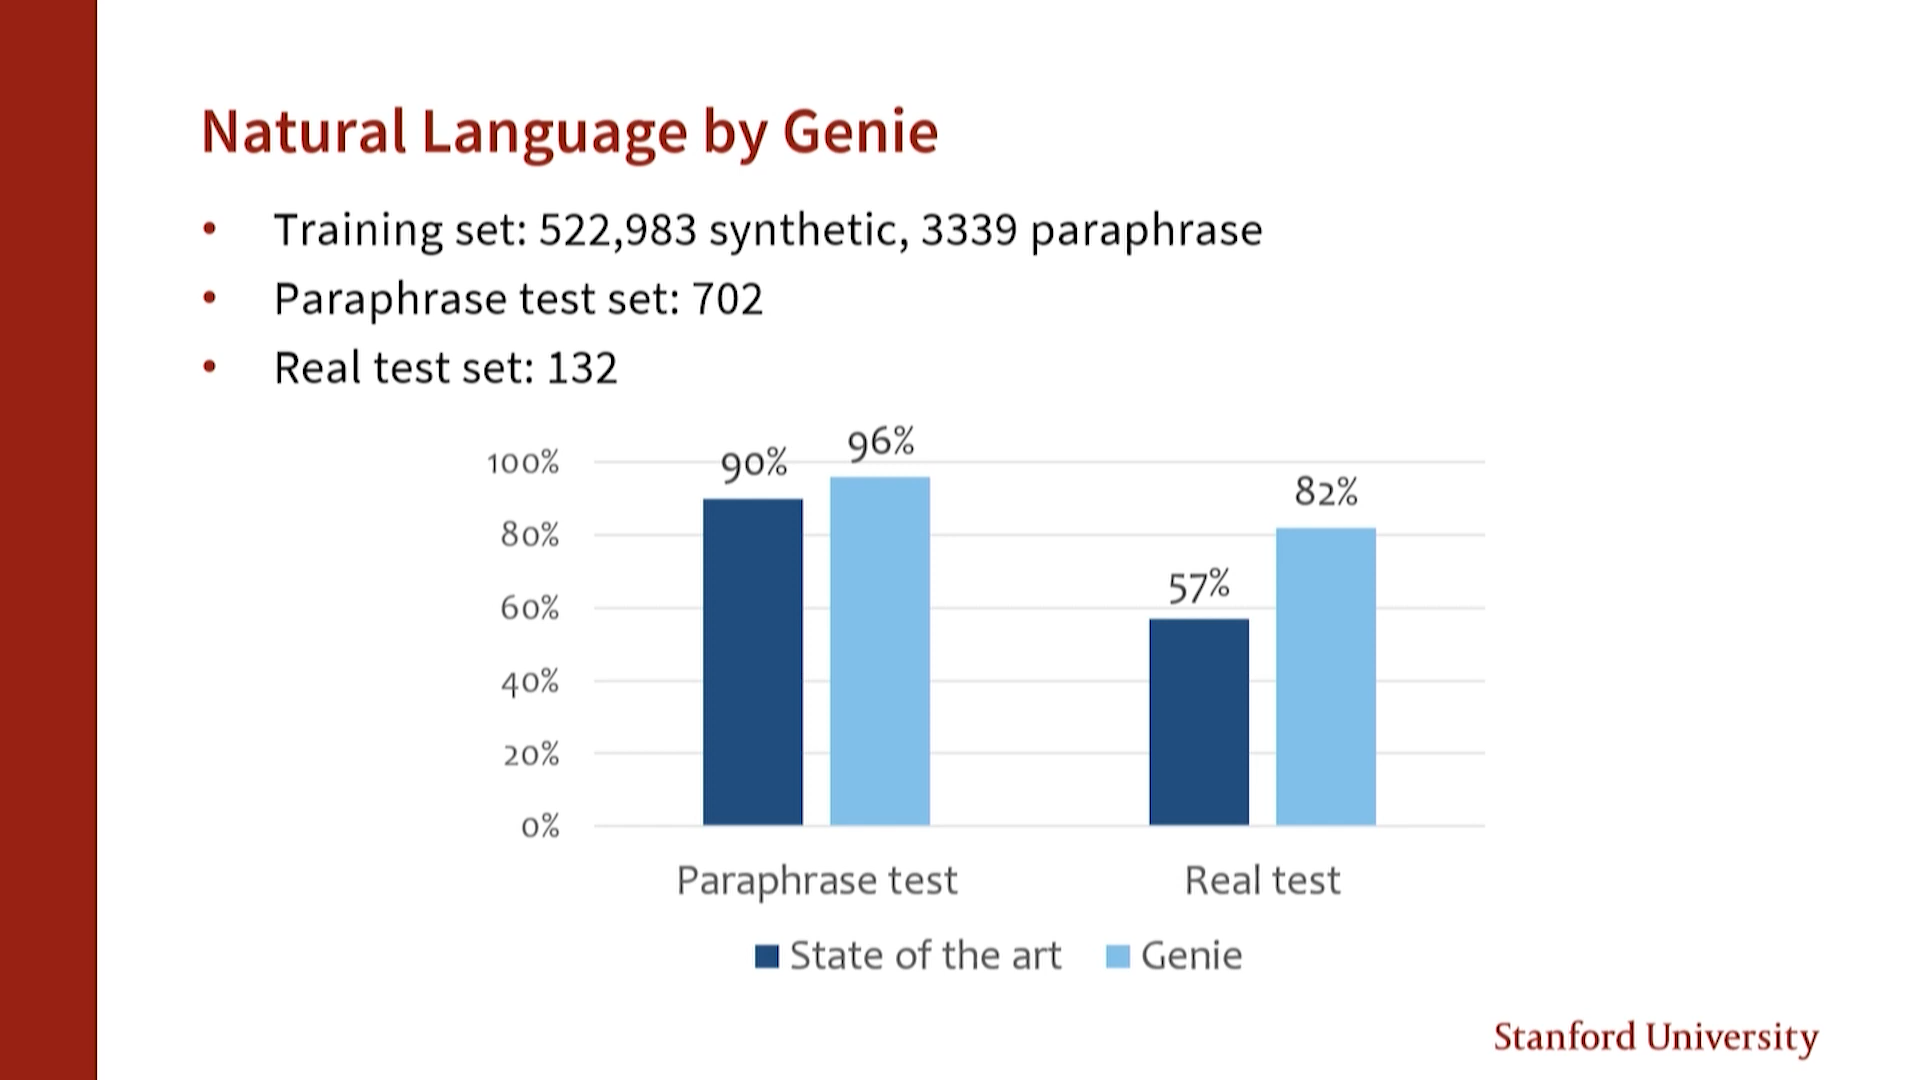 Natural Language by Genie
• Training set: 522,983 synthetic, 3339 paraphrase
• Paraphrase test set: 702
• Real test set: 132
96%
100%
90%
82%
80%
57%
60%
40%
20%
0%
Paraphrase test
Real test
State of the art
Genie
Stanford University